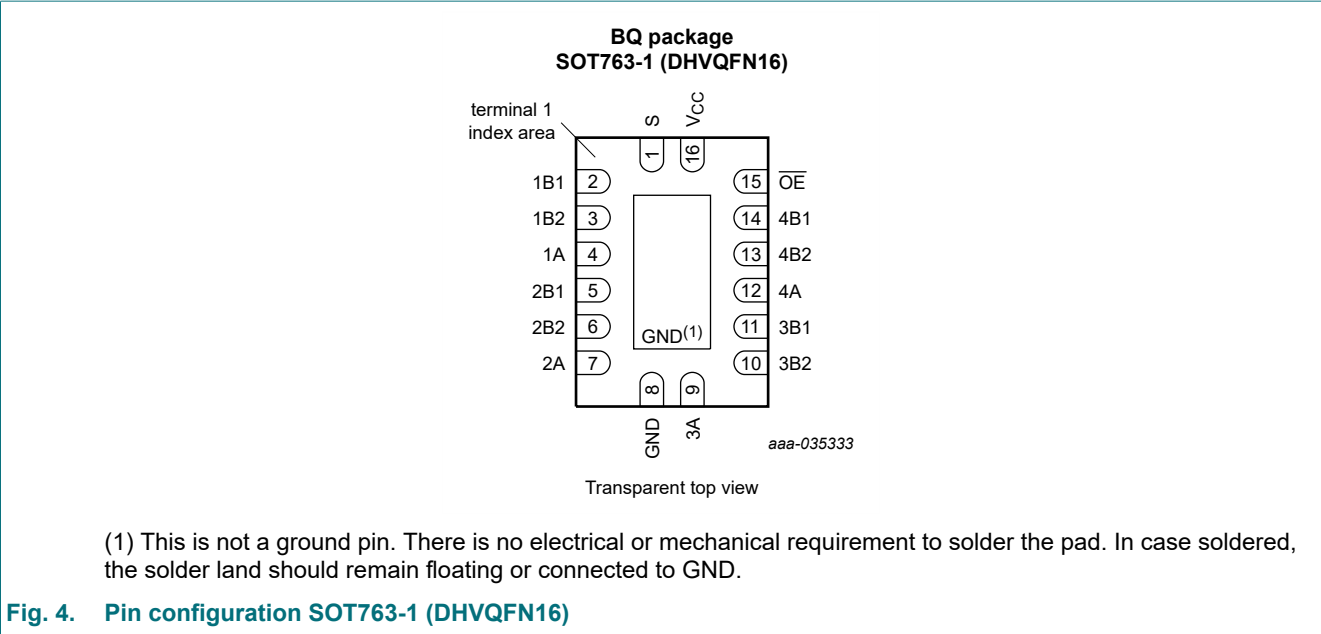 BQ package
SOT763-1 (DHVQFN16)
terminal 1
index area
S
VCC
1
16
1B1 2
15 OE
1B2 3
14 4B1
1A 4
13 4B2
2B1 5
12 4A
2B2 6
11 3B1
GND(1)
2A 7
10 3B2
8
9
GND
3A
aaa-035333
Transparent top view
(1) This is not a ground pin. There is no electrical or mechanical requirement to solder the pad. In case soldered,
the solder land should remain floating or connected to GND.
Fig. 4. Pin configuration SOT763-1 (DHVQFN16)